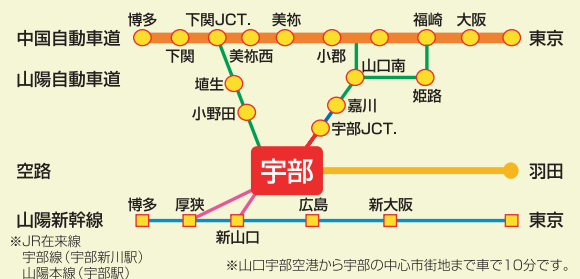 博多 下関JCT. 美祢 福崎 大阪
中国自動車道 東京
下関 美祢西 小郡
山陽自動車道 山口南
埴生 姫路
嘉川
小野田
宇部JCT.
空路 宇部 羽田
博多 厚狭 広島 新大阪
山陽新幹線 東京
新山口
※JR在来線
宇部線(宇部新川駅)
山陽本線(宇部駅)
※山口宇部空港から宇部の中心市街地まで車で10分です。